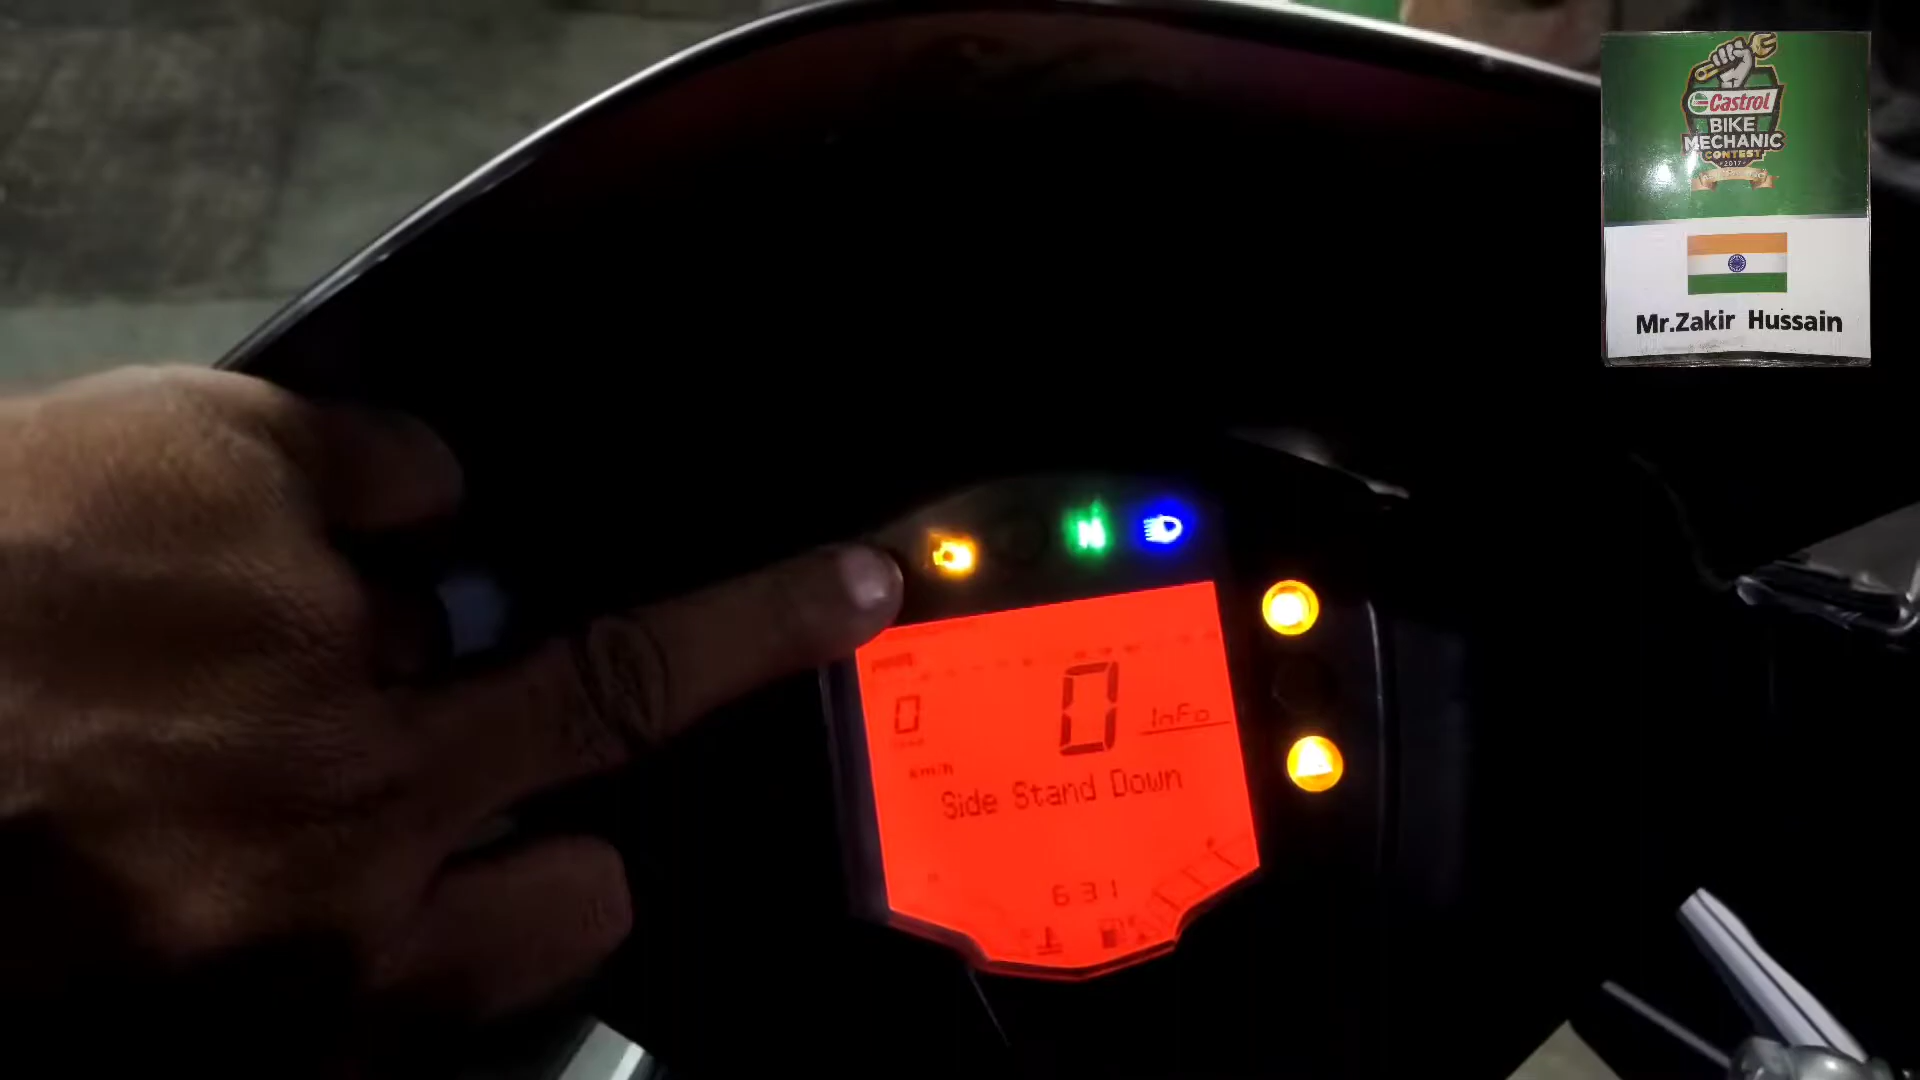 Castrol
BIKE
MECHANIC
CONTEST
2017
Mr.Zakir Hussain
N
0
0
InFo
km/h
Side Stand Down
631